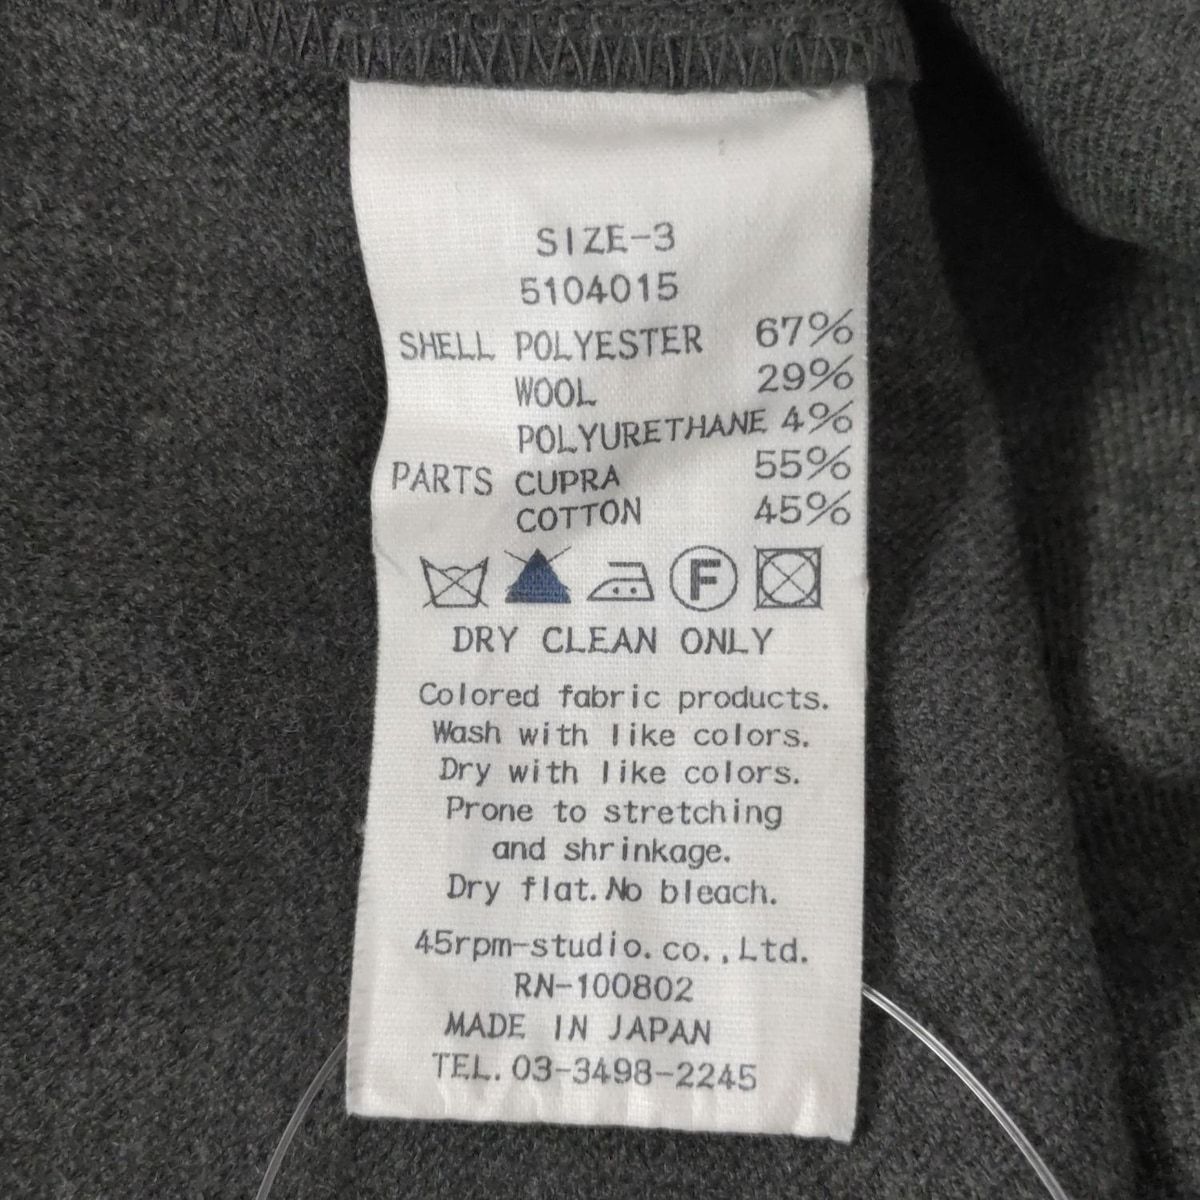 SIZE-3
5104015
SHELL POLYESTER 67%
WOOL 29%
POLYURETHANE 4%
PARTS CUPRA 55%
COTTON 45%
F
DRY CLEAN ONLY
Colored fabric products.
Wash with like colors.
Dry with like colors.
Prone to stretching
and shrinkage.
Dry flat. No bleach.
45rpm-studio.co.,Ltd.
RN-100802
MADE IN JAPAN
TEL. 03-3498-2245